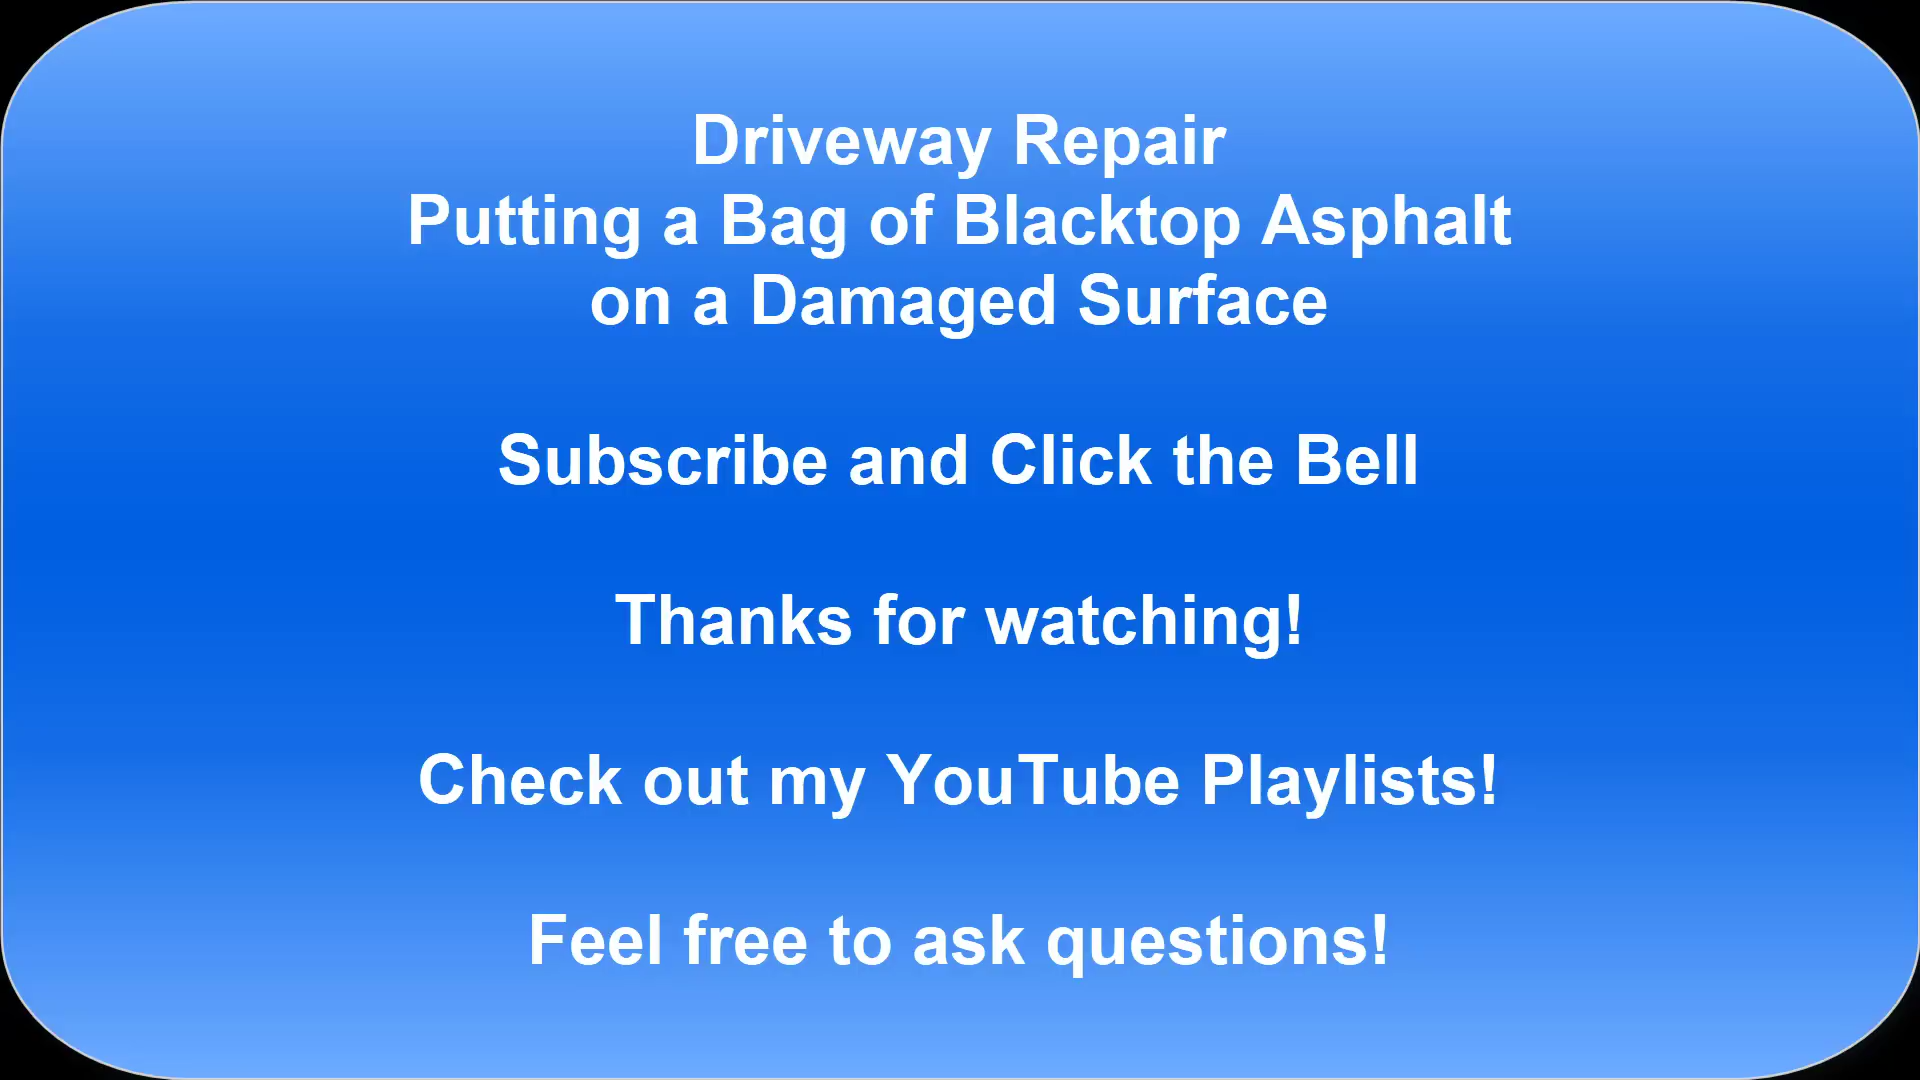 Driveway Repair
Putting a Bag of Blacktop Asphalt
on a Damaged Surface
Subscribe and Click the Bell
Thanks for watching!
Check out my YouTube Playlists!
Feel free to ask questions!